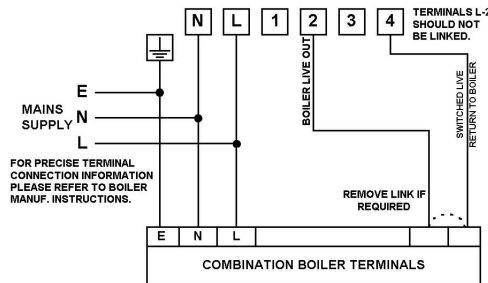 N L 1 2 3 4
TERMINALS L-2
SHOULD NOT
BE LINKED.
BOILER LIVE OUT
SWITCHED LIVE
RETURN TO BOILER
E
MAINS
SUPPLY
N
L
FOR PRECISE TERMINAL
CONNECTION INFORMATION
PLEASE REFER TO BOILER
MANUF. INSTRUCTIONS.
REMOVE LINK IF
REQUIRED
E N L
COMBINATION BOILER TERMINALS